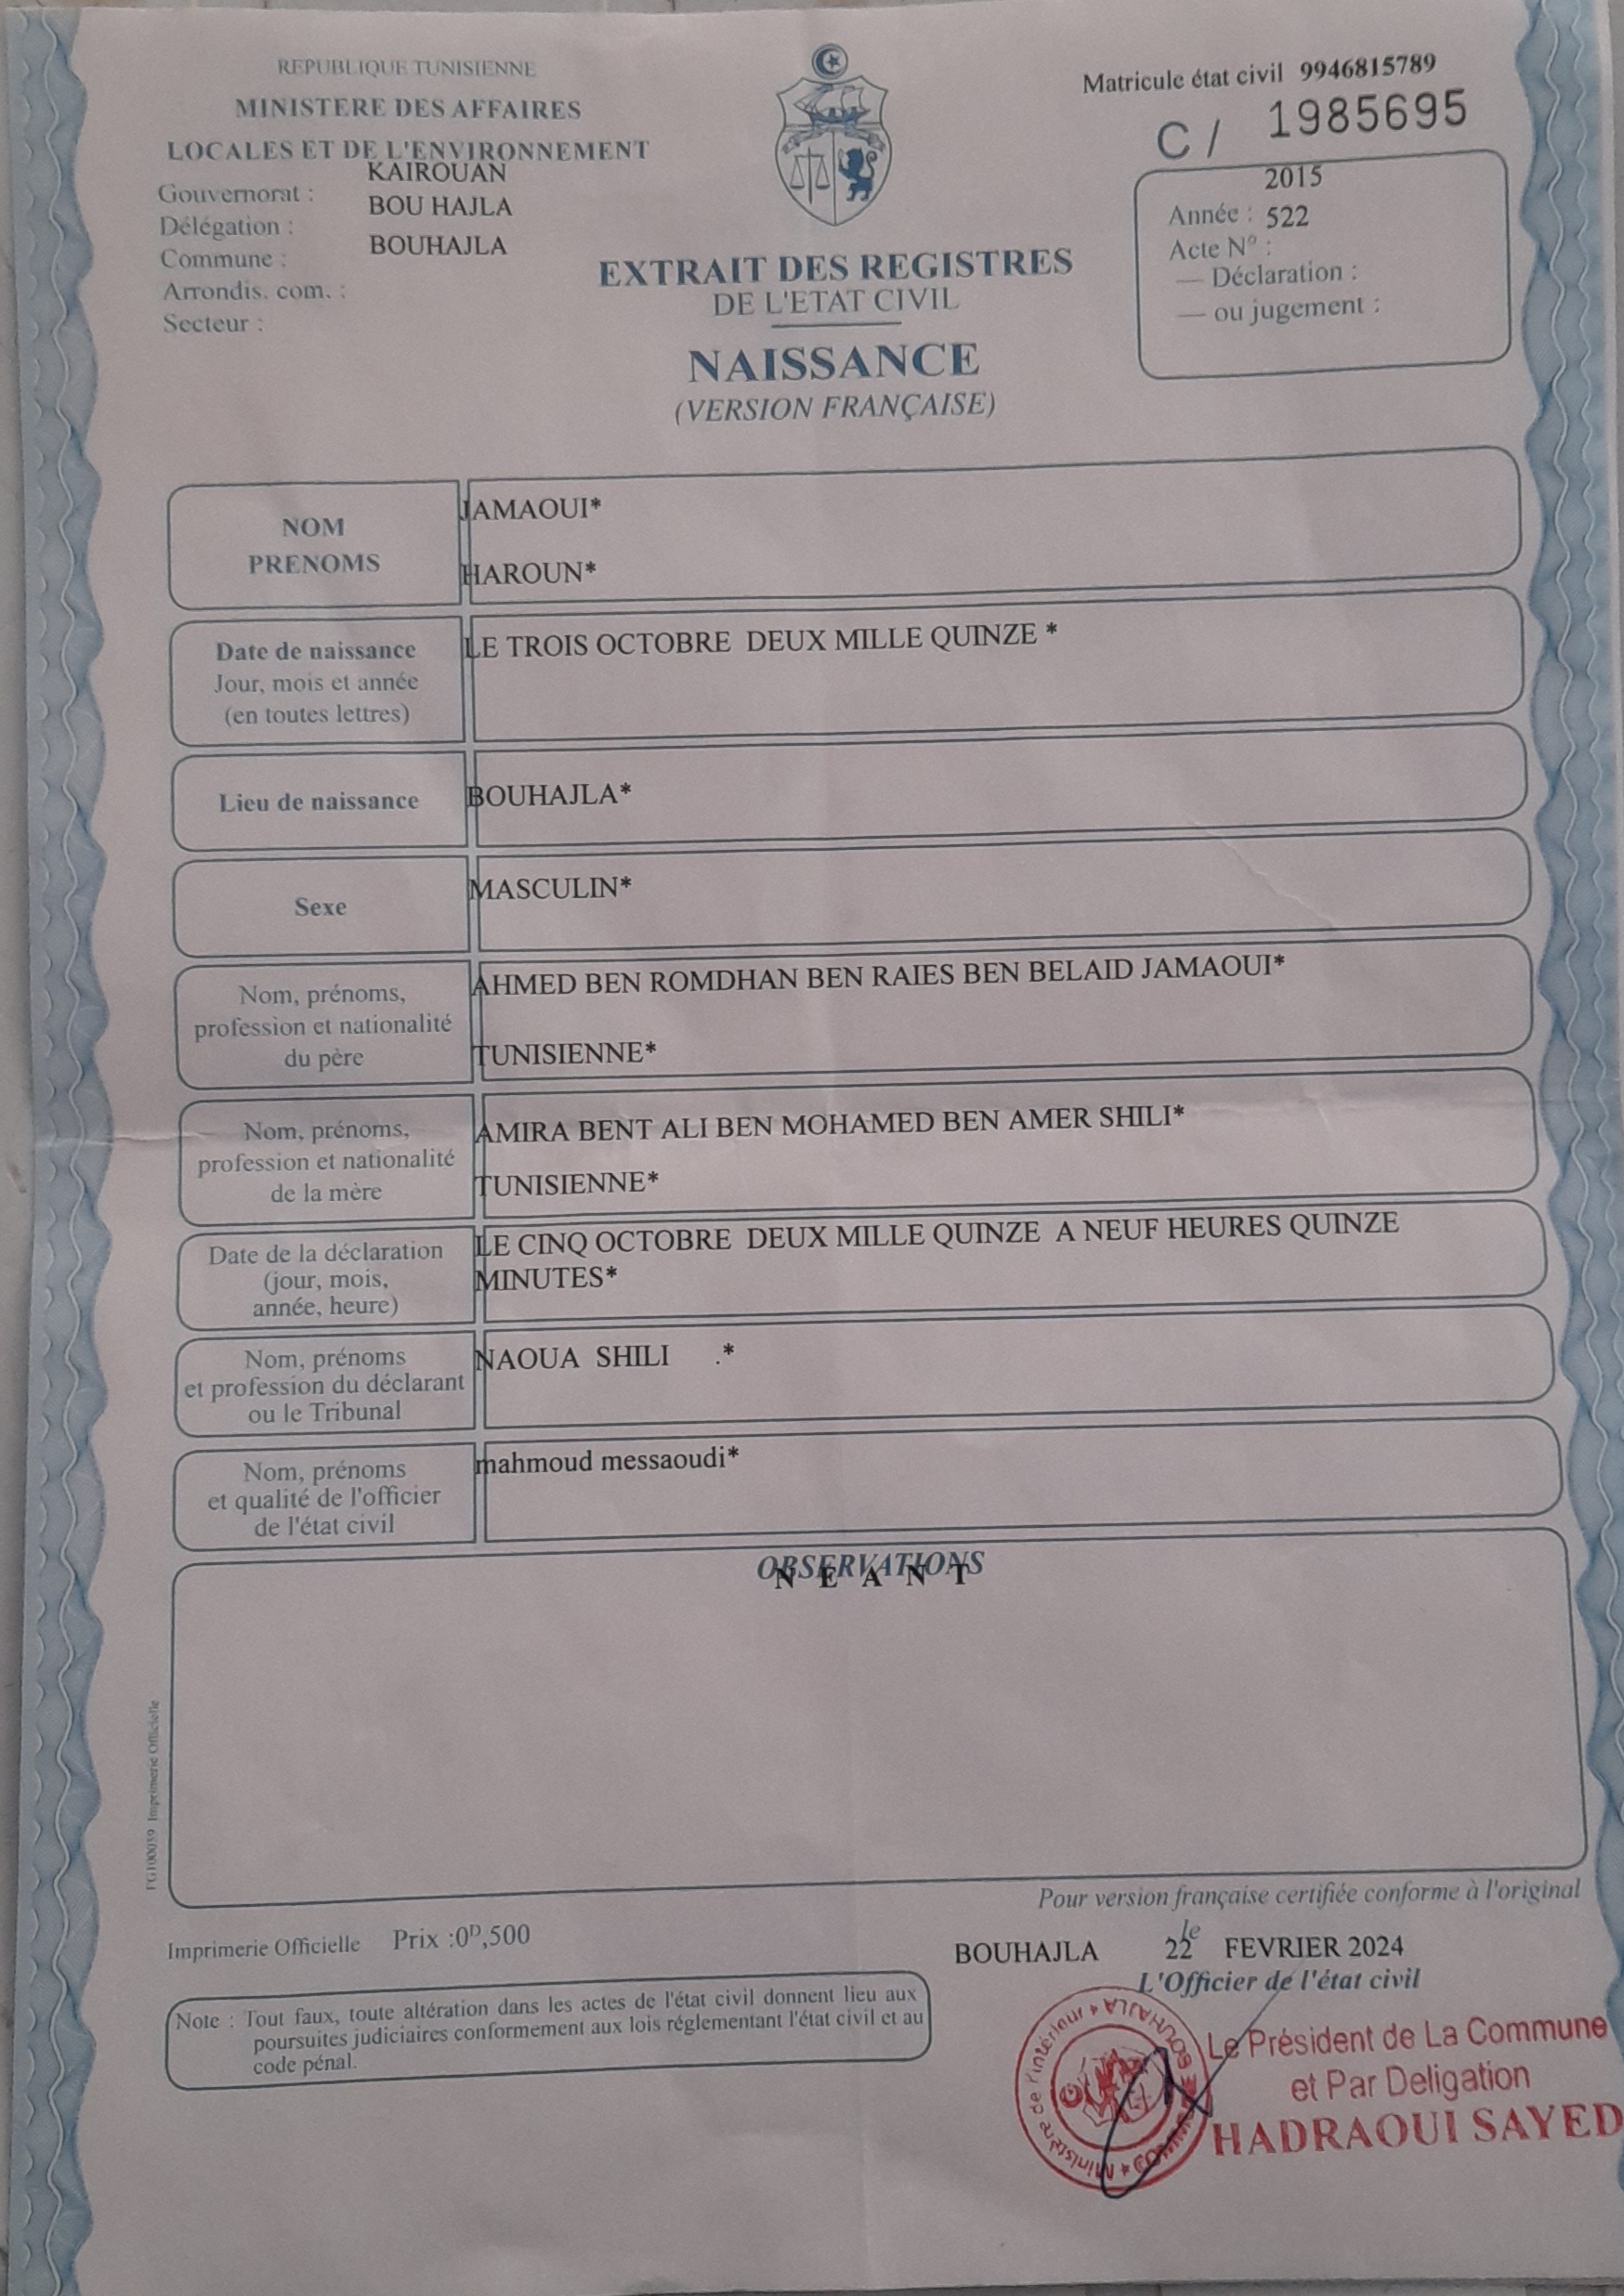 REPUBLIQUE TUNISIENNE
MINISTERE DES AFFAIRES
LOCALES ET DE L'ENVIRONNEMENT
Gouvernorat : KAIROUAN
Délégation : BOU HAJLA
Commune : BOUHAJLA
Arrondis. com. :
Secteur :
EXTRAIT DES REGISTRES
DE L'ETAT CIVIL
NAISSANCE
(VERSION FRANÇAISE)
Matricule état civil 9946815789
C / 1985695
2015
Année : 522
Acte N° :
— Déclaration :
— ou jugement :
NOM
PRENOMS
JAMAOUI*
HAROUN*
Date de naissance
Jour, mois et année
(en toutes lettres)
LE TROIS OCTOBRE DEUX MILLE QUINZE *
Lieu de naissance
BOUHAJLA*
Sexe
MASCULIN*
Nom, prénoms,
profession et nationalité
du père
AHMED BEN ROMDHAN BEN RAIES BEN BELAID JAMAOUI*
TUNISIENNE*
Nom, prénoms,
profession et nationalité
de la mère
AMIRA BENT ALI BEN MOHAMED BEN AMER SHILI*
TUNISIENNE*
Date de la déclaration
(jour, mois,
année, heure)
LE CINQ OCTOBRE DEUX MILLE QUINZE A NEUF HEURES QUINZE
MINUTES*
Nom, prénoms
et profession du déclarant
ou le Tribunal
NAOUA SHILI .*
Nom, prénoms
et qualité de l'officier
de l'état civil
mahmoud messaoudi*
OBSERVATIONS
N E A N T
FG100039 Imprimerie Officielle
Pour version française certifiée conforme à l'original
Imprimerie Officielle Prix :0D,500
BOUHAJLA le 22 FEVRIER 2024
L'Officier de l'état civil
Note : Tout faux, toute altération dans les actes de l'état civil donnent lieu aux
poursuites judiciaires conformement aux lois réglementant l'état civil et au
code pénal.
Ministère de l'intérieur * BOUHAJLA *
Le Président de La Commune
et Par Deligation
HADRAOUI SAYED